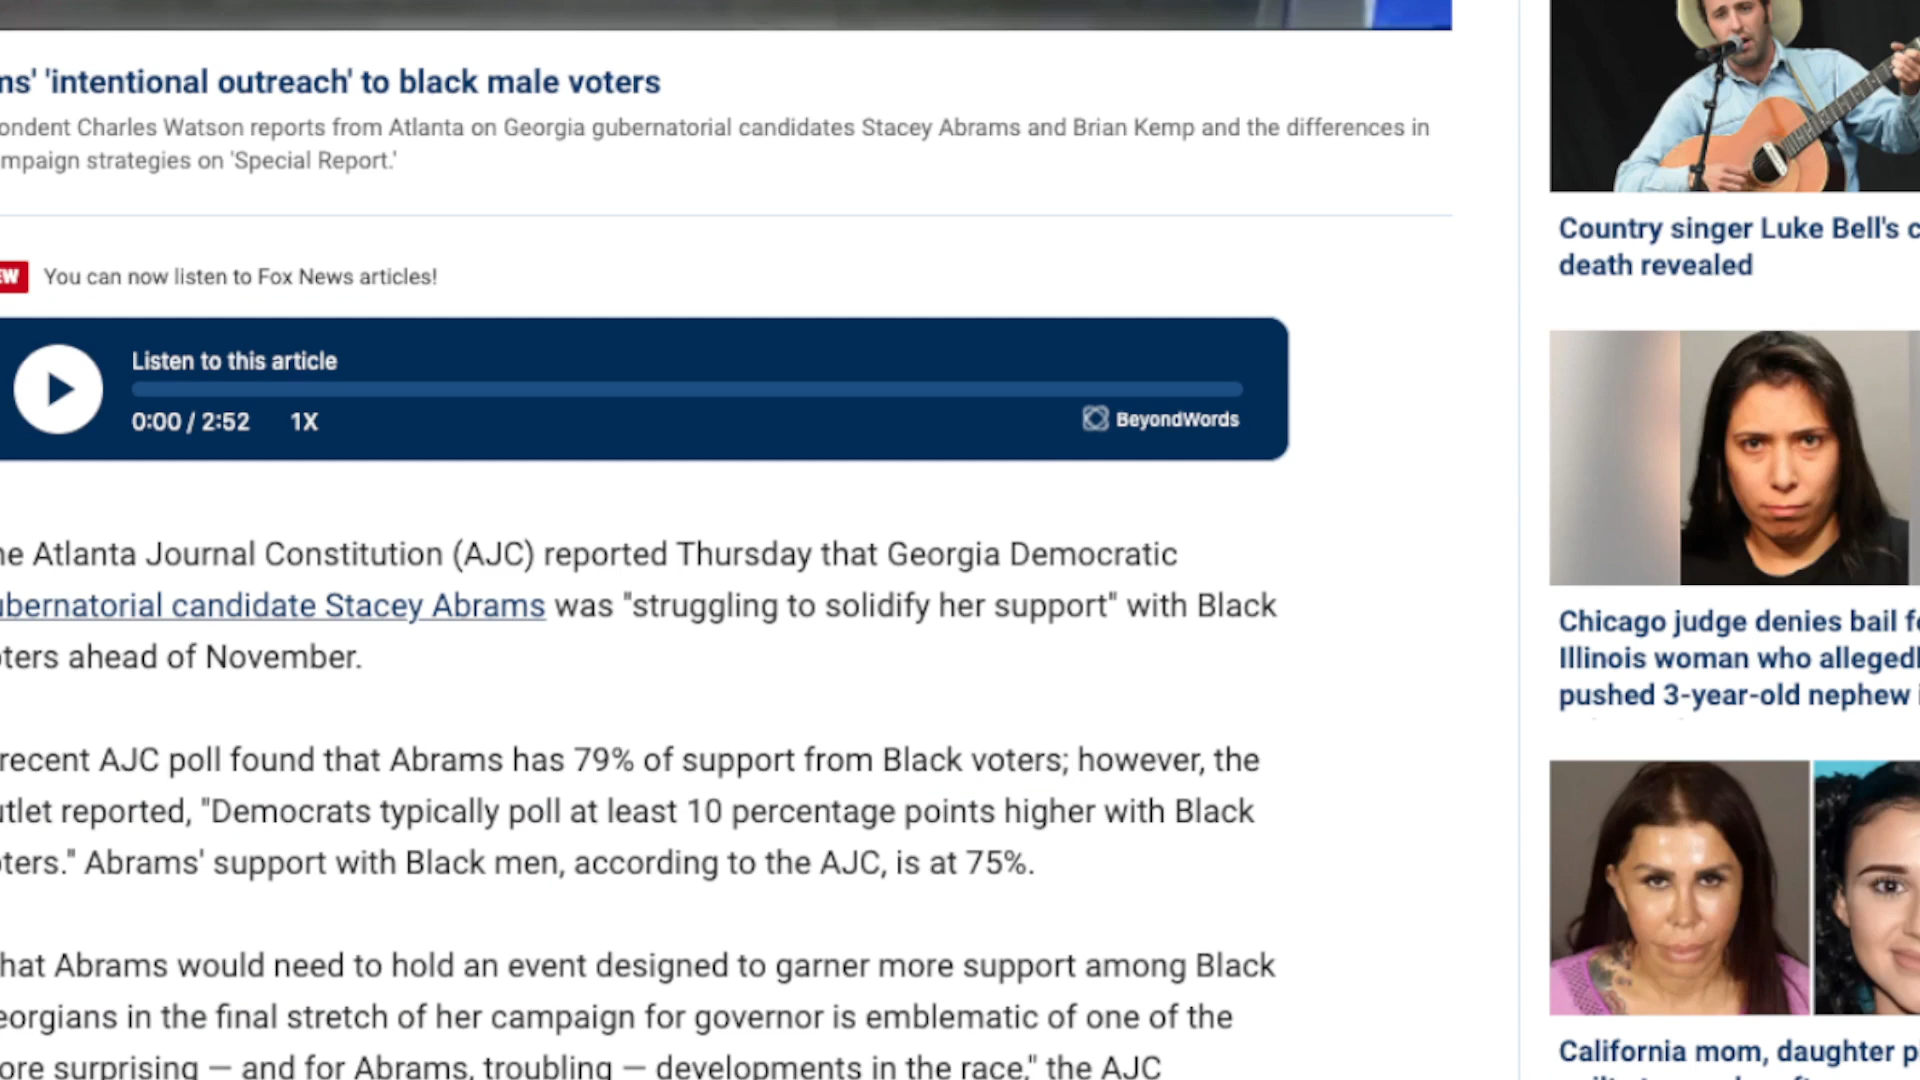 ns' 'intentional outreach' to black male voters
ondent Charles Watson reports from Atlanta on Georgia gubernatorial candidates Stacey Abrams and Brian Kemp and the differences in
mpaign strategies on 'Special Report.'
EW You can now listen to Fox News articles!
Listen to this article
0:00 / 2:52 1X
BeyondWords
he Atlanta Journal Constitution (AJC) reported Thursday that Georgia Democratic
ubernatorial candidate Stacey Abrams was "struggling to solidify her support" with Black
oters ahead of November.
recent AJC poll found that Abrams has 79% of support from Black voters; however, the
utlet reported, "Democrats typically poll at least 10 percentage points higher with Black
oters." Abrams' support with Black men, according to the AJC, is at 75%.
hat Abrams would need to hold an event designed to garner more support among Black
eorgians in the final stretch of her campaign for governor is emblematic of one of the
ore surprising — and for Abrams, troubling — developments in the race," the AJC
Country singer Luke Bell's c
death revealed
Chicago judge denies bail fo
Illinois woman who allegedl
pushed 3-year-old nephew i
California mom, daughter p